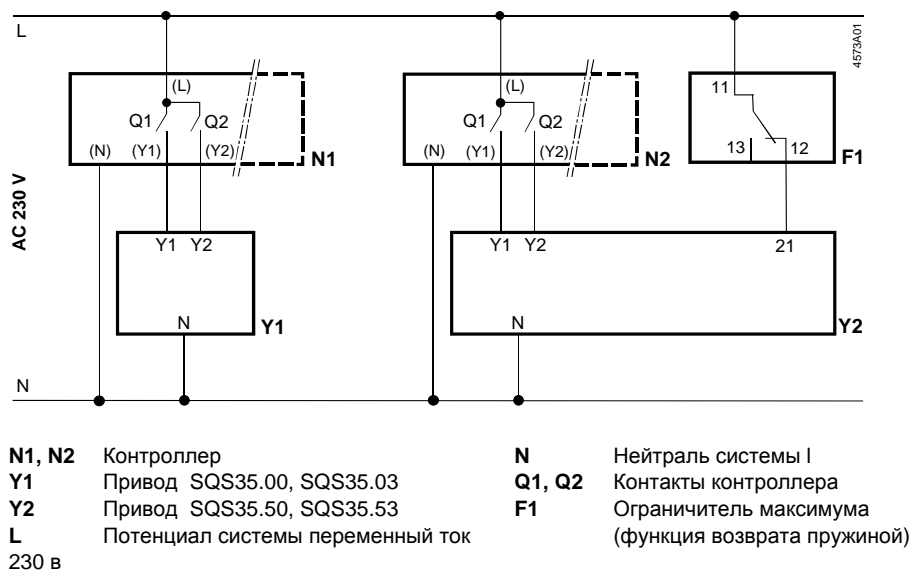 L
4573A01
(L)
(L)
11
Q1
Q2
Q1
Q2
(N)
(Y1)
(Y2)
N1
(N)
(Y1)
(Y2)
N2
13
12
F1
AC 230 V
Y1
Y2
Y1
Y2
21
N
Y1
N
Y2
N
N1, N2 Контроллер
Y1 Привод SQS35.00, SQS35.03
Y2 Привод SQS35.50, SQS35.53
L Потенциал системы переменный ток
230 в
N Нейтраль системы l
Q1, Q2 Контакты контроллера
F1 Ограничитель максимума
(функция возврата пружиной)